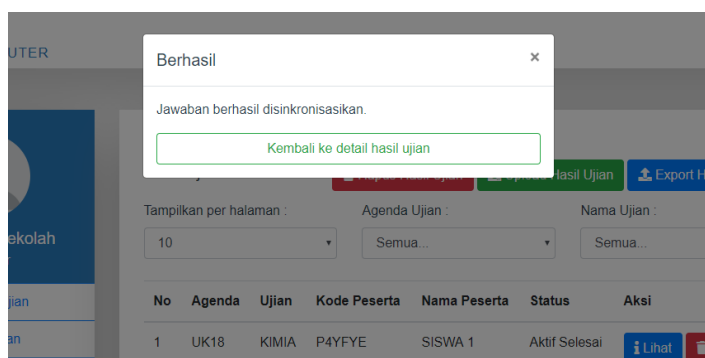 UTER
Berhasil
×
Jawaban berhasil disinkronisasikan.
Kembali ke detail hasil ujian
Hasil Ujian
Export H
Tampilkan per halaman :
Agenda Ujian :
Nama Ujian :
ekolah
10
Semua...
Semua...
No Agenda Ujian Kode Peserta Nama Peserta Status Aksi
jian
1 UK18 KIMIA P4YFYE SISWA 1 Aktif Selesai Lihat
an